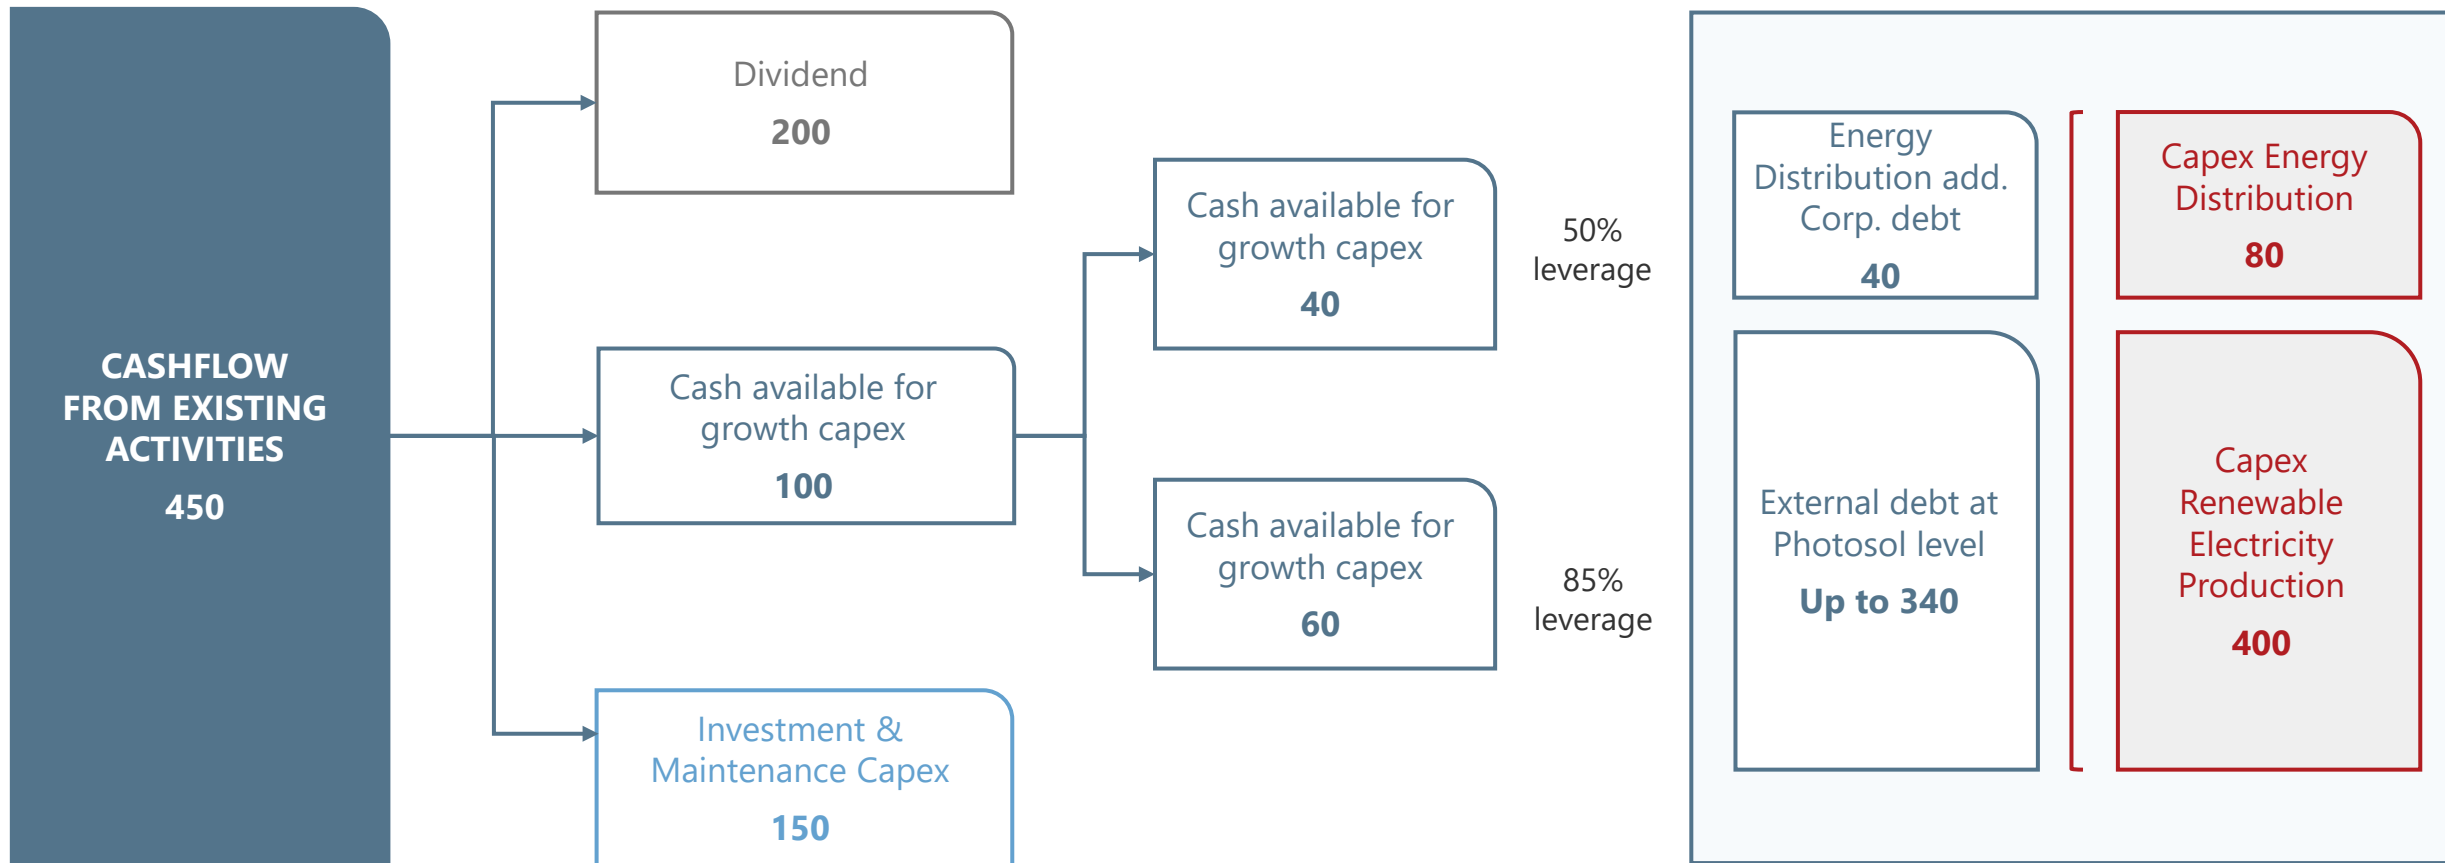 CASHFLOW
FROM EXISTING
ACTIVITIES
450
Dividend
200
Cash available for
growth capex
100
Investment &
Maintenance Capex
150
Cash available for
growth capex
40
Cash available for
growth capex
60
50%
leverage
85%
leverage
Energy
Distribution add.
Corp. debt
40
External debt at
Photosol level
Up to 340
Capex Energy
Distribution
80
Capex
Renewable
Electricity
Production
400